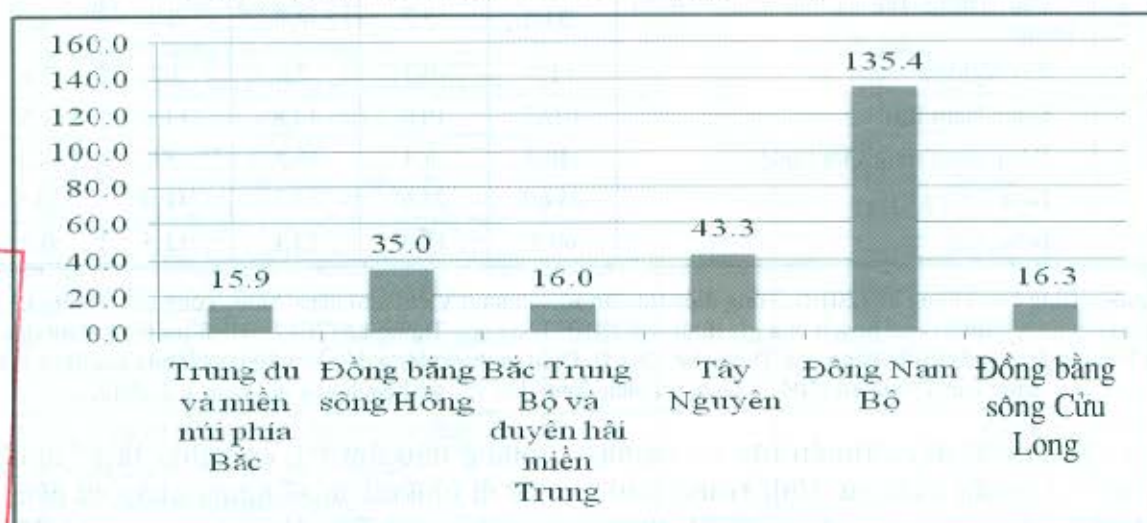 160.0
140.0
120.0
100.0
80.0
60.0
40.0
20.0
0.0
15.9
35.0
16.0
43.3
135.4
16.3
Trung du
và miền
núi phía
Bắc
Đồng bằng
sông Hồng
Bắc Trung
Bộ và
duyên hải
miền
Trung
Tây
Nguyên
Đông Nam
Bộ
Đồng bằng
sông Cửu
Long